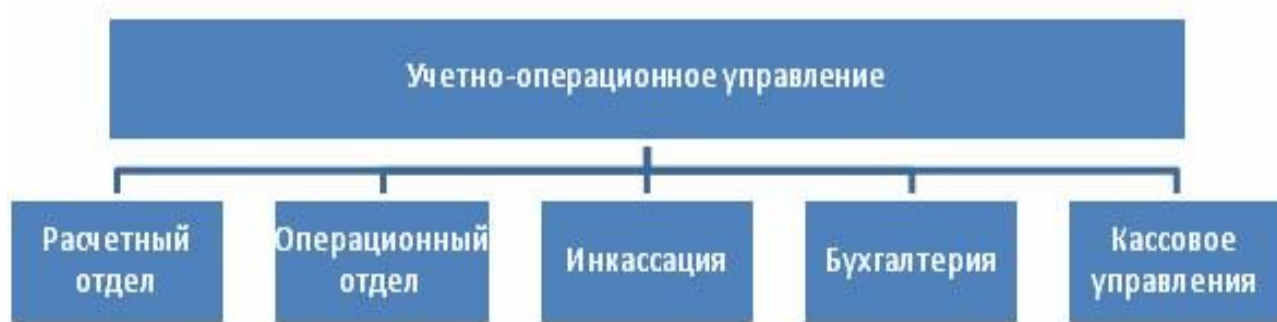 Учетно-операционное управление
Расчетный
отдел
Операционный
отдел
Инкассация
Бухгалтерия
Кассовое
управления